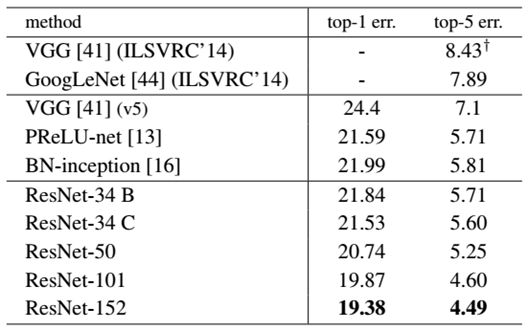 method top-1 err. top-5 err.
VGG [41] (ILSVRC’14) - 8.43†
GoogLeNet [44] (ILSVRC’14) - 7.89
VGG [41] (v5) 24.4 7.1
PReLU-net [13] 21.59 5.71
BN-inception [16] 21.99 5.81
ResNet-34 B 21.84 5.71
ResNet-34 C 21.53 5.60
ResNet-50 20.74 5.25
ResNet-101 19.87 4.60
ResNet-152 19.38 4.49